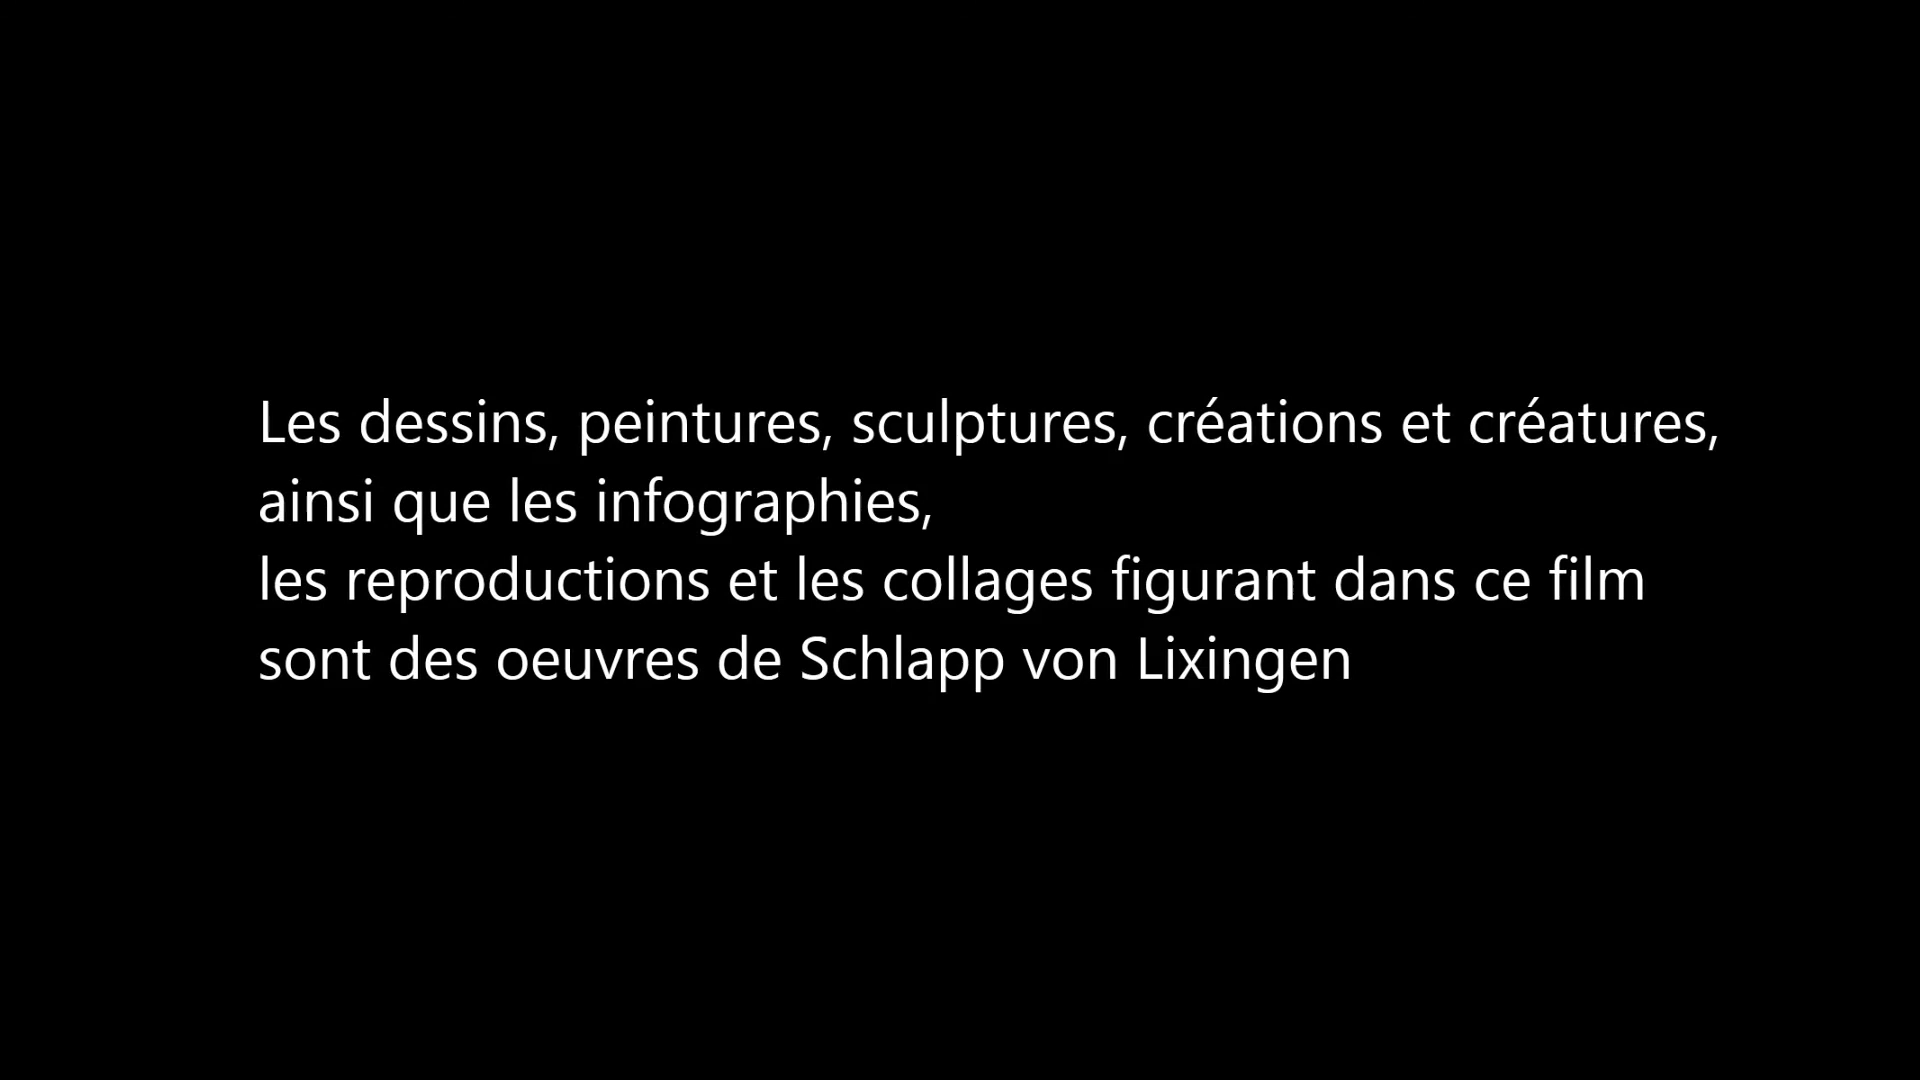 Les dessins, peintures, sculptures, créations et créatures,
ainsi que les infographies,
les reproductions et les collages figurant dans ce film
sont des oeuvres de Schlapp von Lixingen